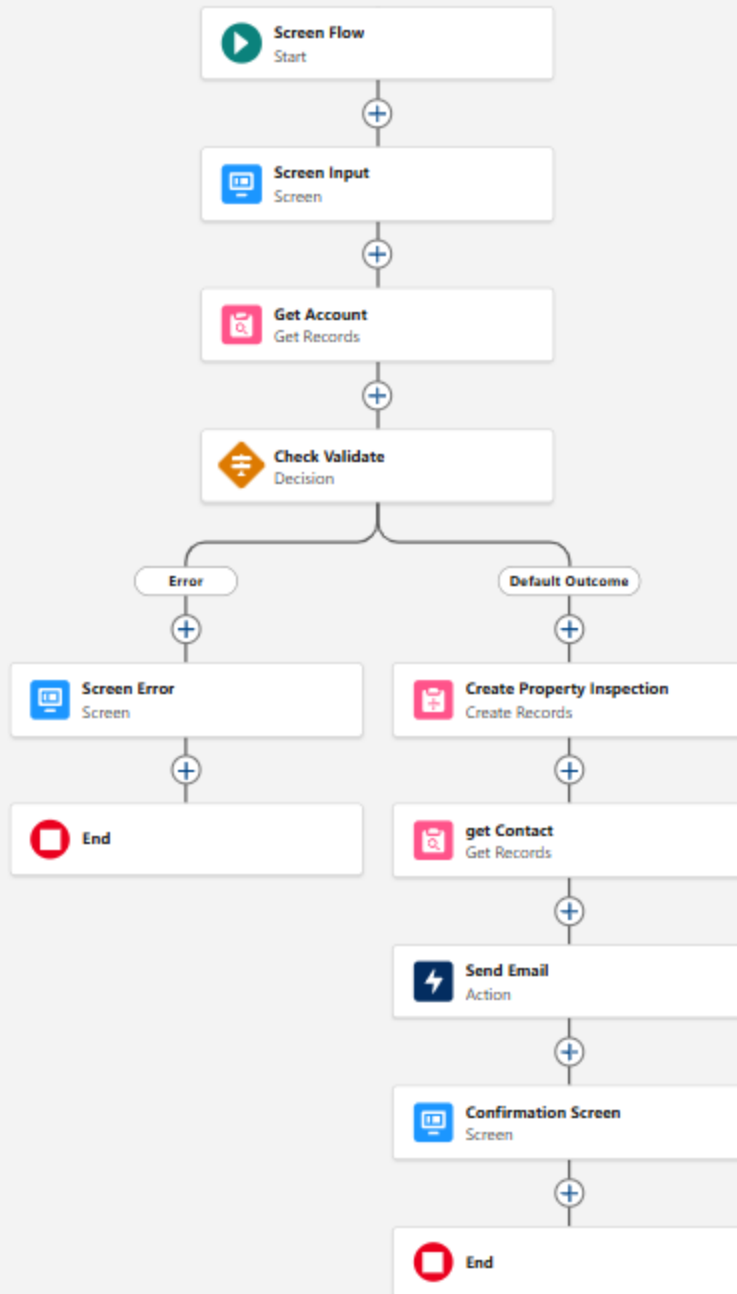 Screen Flow
Start
Screen Input
Screen
Get Account
Get Records
Check Validate
Decision
Error
Default Outcome
Screen Error
Screen
Create Property Inspection
Create Records
End
get Contact
Get Records
Send Email
Action
Confirmation Screen
Screen
End